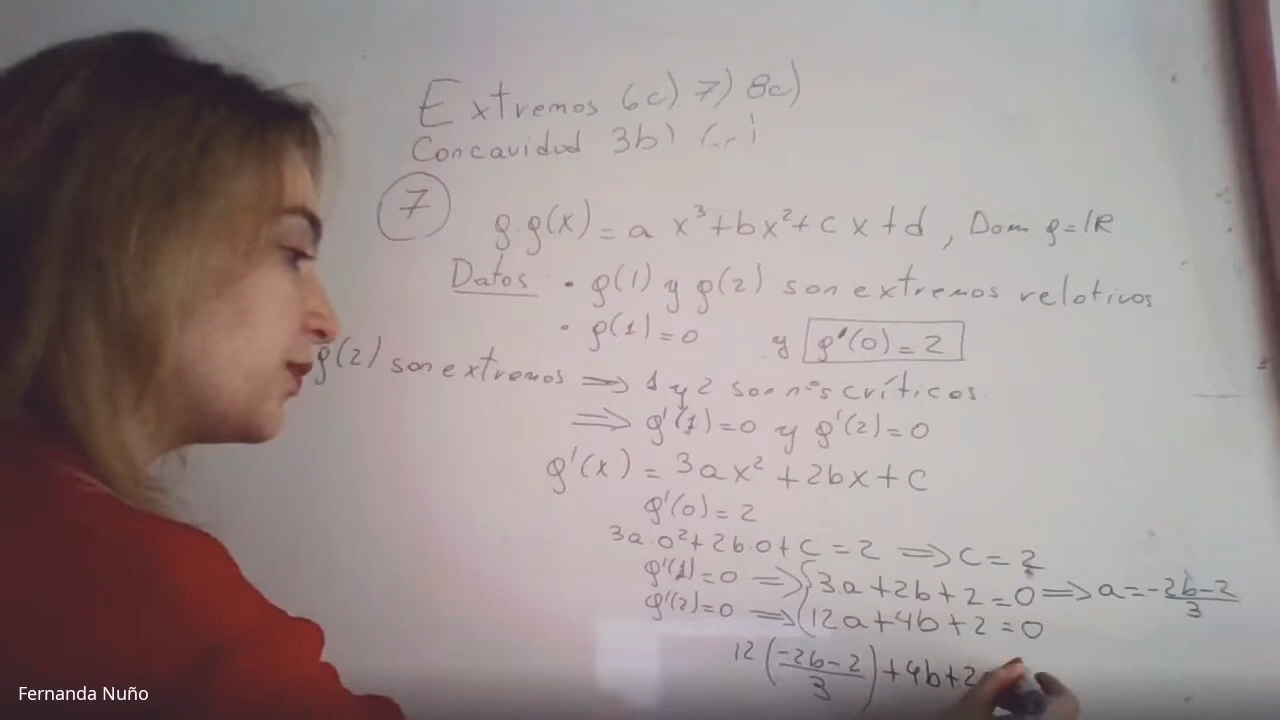 Extremos 6c) 7) 8c)
Concavidad 3b)
7
g: g(x) = a x³ + b x² + c x + d , Dom g = IR
Datos • g(1) y g(2) son extremos relativos
• g(1) = 0 y g'(0) = 2
g(2) son extremos ⇒ 1 y 2 son nºs críticos.
⇒ g'(1) = 0 y g'(2) = 0
g'(x) = 3ax² + 2bx + c
g'(0) = 2
3a·0² + 2b·0 + c = 2 ⇒ c = 2
g'(1) = 0 ⇒ { 3a + 2b + 2 = 0 ⇒ a = -2b-2/3
g'(2) = 0 ⇒ { 12a + 4b + 2 = 0
12 (-2b-2/3) + 4b + 2
Fernanda Nuño